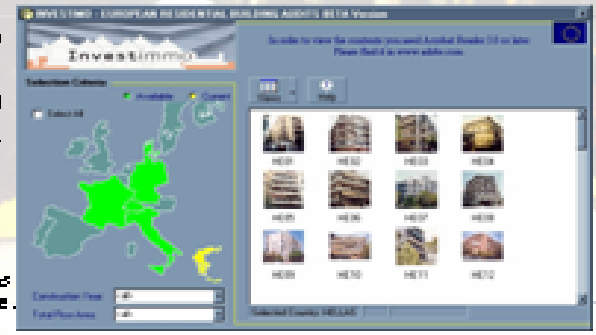 INVESTIMO - EUROPEAN RESIDENTIAL BUILDING AUDITS BETA Version
Investimmo
In order to view the contents you need Acrobat Reader 3.0 or later.
Please find it in www.adobe.com
Selection Criteria
Available
Current
Select All
Views
Help
HE01 HE02 HE03 HE04
HE05 HE06 HE07 HE08
HE09 HE10 HE11 HE12
Construction Year
Total Floor Area
Selected Country: HELLAS